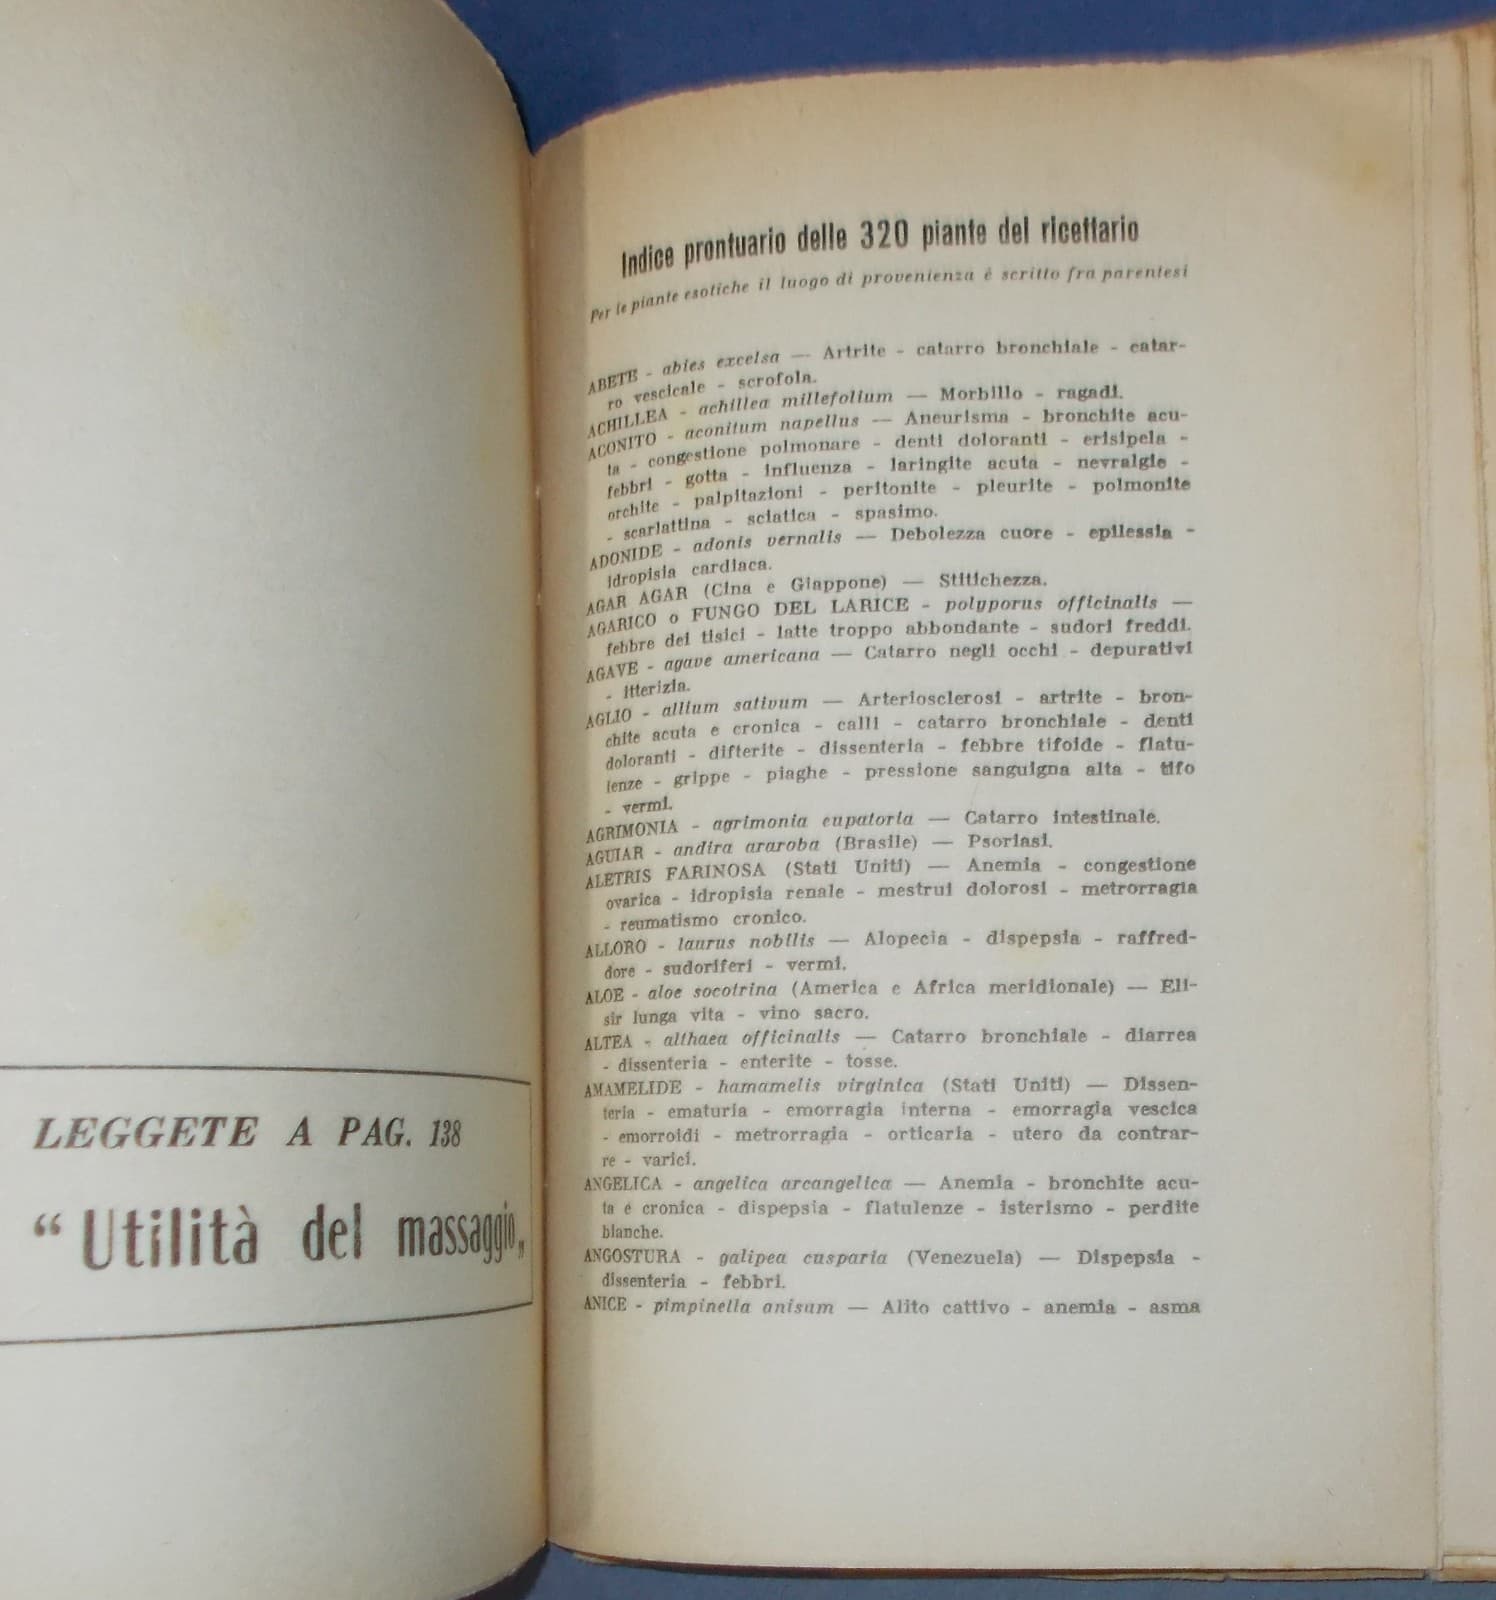 LEGGETE A PAG. 138
“ Utilità del massaggio„
Indice prontuario delle 320 piante del ricettario
Per le piante esotiche il luogo di provenienza è scritto fra parentesi
ABETE - abies excelsa — Artrite - catarro bronchiale - catar-
ro vescicale - scrofola.
ACHILLEA - achillea millefolium — Morbillo - ragadi.
ACONITO - aconitum napellus — Aneurisma - bronchite acu-
ta - congestione polmonare - denti doloranti - erisipela -
febbri - gotta - influenza - laringite acuta - nevralgie -
orchite - palpitazioni - peritonite - pleurite - polmonite
- scarlattina - sciatica - spasimo.
ADONIDE - adonis vernalis — Debolezza cuore - epilessia -
idropisia cardiaca.
AGAR AGAR (Cina e Giappone) — Stitichezza.
AGARICO o FUNGO DEL LARICE - polyporus officinalis —
febbre dei tisici - latte troppo abbondante - sudori freddi.
AGAVE - agave americana — Catarro negli occhi - depurativi
- itterizia.
AGLIO - allium sativum — Arteriosclerosi - artrite - bron-
chite acuta e cronica - calli - catarro bronchiale - denti
doloranti - difterite - dissenteria - febbre tifoide - flatu-
lenze - grippe - piaghe - pressione sanguigna alta - tifo
- vermi.
AGRIMONIA - agrimonia eupatoria — Catarro intestinale.
AGUIAR - andira araroba (Brasile) — Psoriasi.
ALETRIS FARINOSA (Stati Uniti) — Anemia - congestione
ovarica - idropisia renale - mestrui dolorosi - metrorragia
- reumatismo cronico.
ALLORO - laurus nobilis — Alopecia - dispepsia - raffred-
dore - sudoriferi - vermi.
ALOE - aloe socotrina (America e Africa meridionale) — Eli-
sir lunga vita - vino sacro.
ALTEA - althaea officinalis — Catarro bronchiale - diarrea
- dissenteria - enterite - tosse.
AMAMELIDE - hamamelis virginica (Stati Uniti) — Dissen-
teria - ematuria - emorragia interna - emorragia vescica
- emorroidi - metrorragia - orticaria - utero da contrar-
re - varici.
ANGELICA - angelica arcangelica — Anemia - bronchite acu-
ta e cronica - dispepsia - flatulenze - isterismo - perdite
bianche.
ANGOSTURA - galipea cusparia (Venezuela) — Dispepsia -
dissenteria - febbri.
ANICE - pimpinella anisum — Alito cattivo - anemia - asma